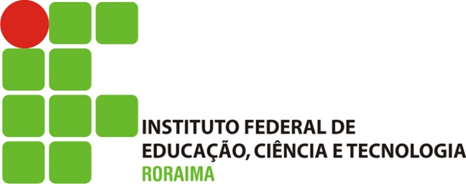 INSTITUTO FEDERAL DE
EDUCAÇÃO, CIÊNCIA E TECNOLOGIA
RORAIMA